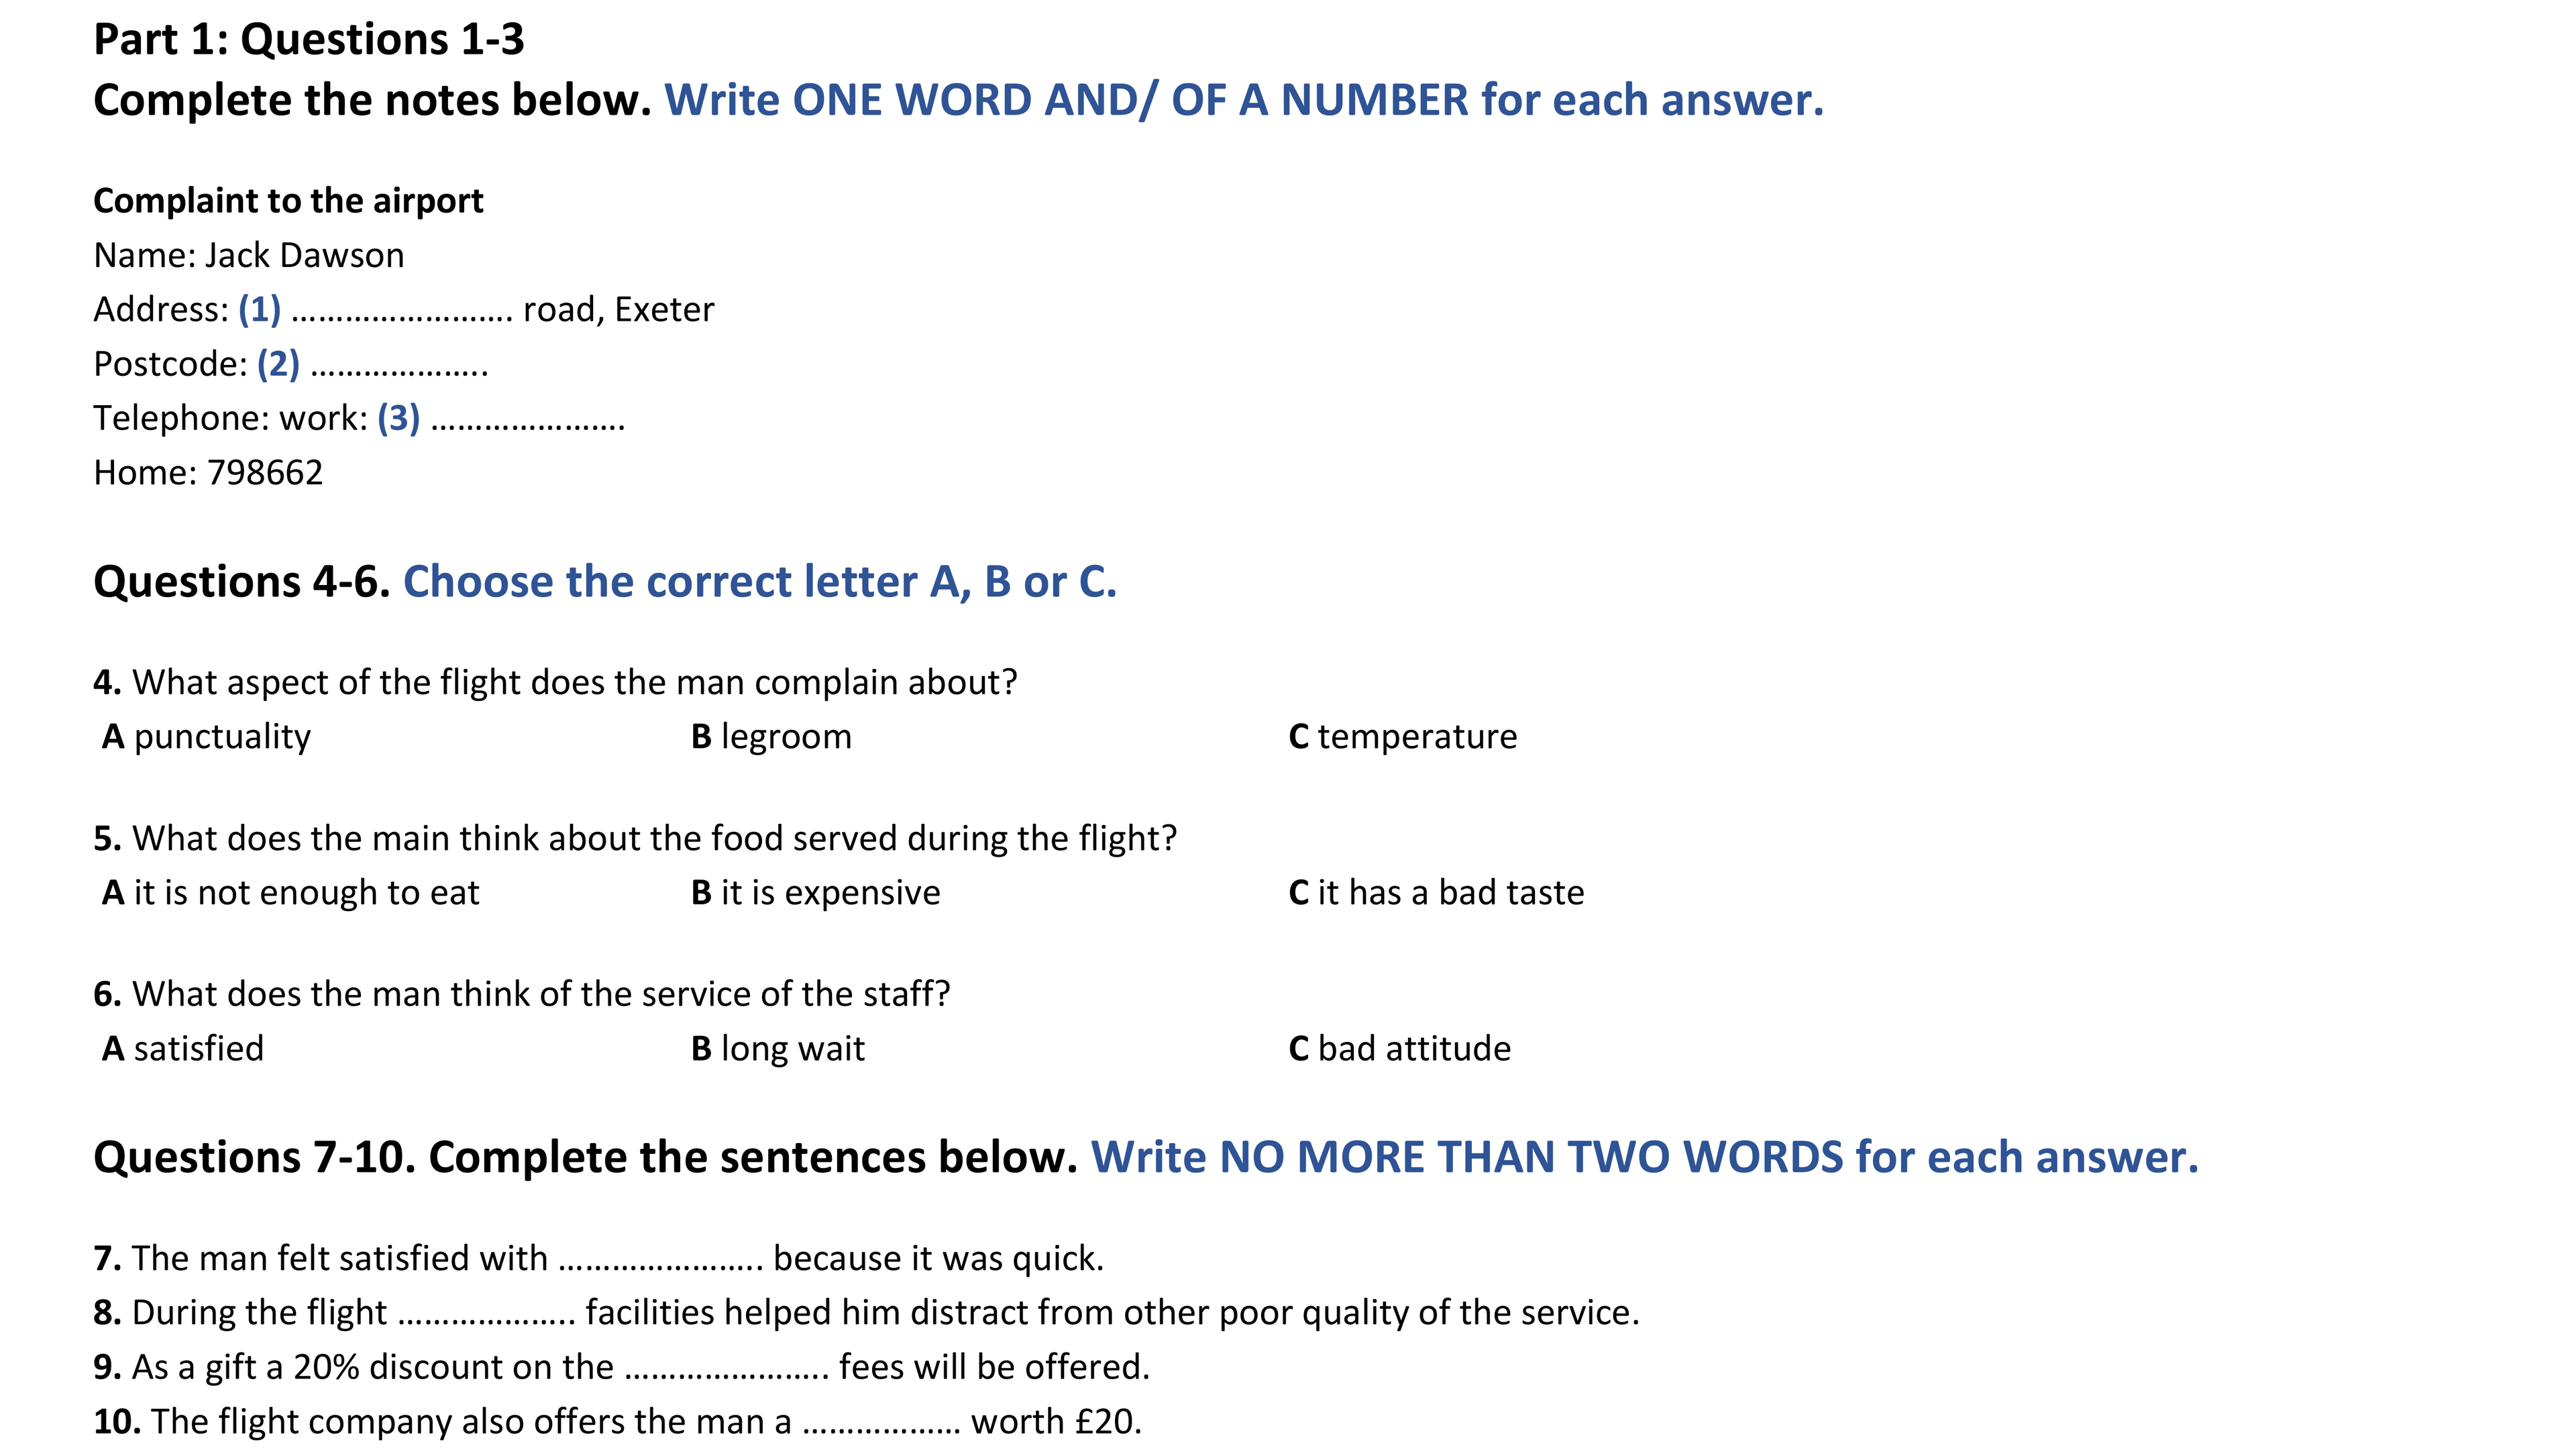 Part 1: Questions 1-3
Complete the notes below. Write ONE WORD AND/ OF A NUMBER for each answer.
Complaint to the airport
Name: Jack Dawson
Address: (1) ……………………. road, Exeter
Postcode: (2) ………………..
Telephone: work: (3) ………………….
Home: 798662
Questions 4-6. Choose the correct letter A, B or C.
4. What aspect of the flight does the man complain about?
A punctuality B legroom C temperature
5. What does the main think about the food served during the flight?
A it is not enough to eat B it is expensive C it has a bad taste
6. What does the man think of the service of the staff?
A satisfied B long wait C bad attitude
Questions 7-10. Complete the sentences below. Write NO MORE THAN TWO WORDS for each answer.
7. The man felt satisfied with ………………….. because it was quick.
8. During the flight ……………….. facilities helped him distract from other poor quality of the service.
9. As a gift a 20% discount on the ………………….. fees will be offered.
10. The flight company also offers the man a ……………… worth £20.